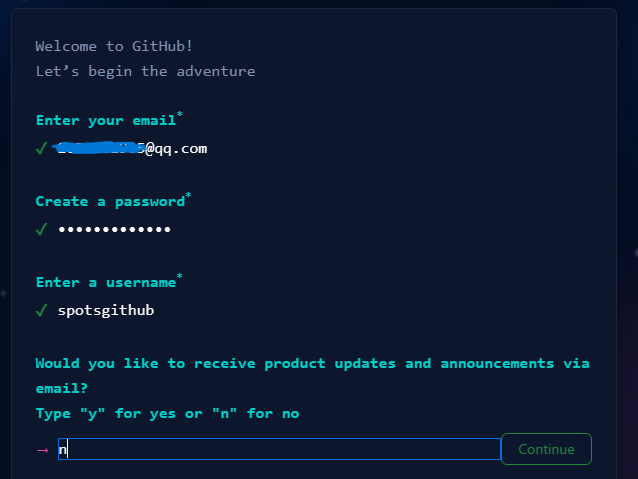 Welcome to GitHub!
Let’s begin the adventure
Enter your email*
✓ @qq.com
Create a password*
✓ •••••••••••••
Enter a username*
✓ spotsgithub
Would you like to receive product updates and announcements via
email?
Type "y" for yes or "n" for no
→ n Continue